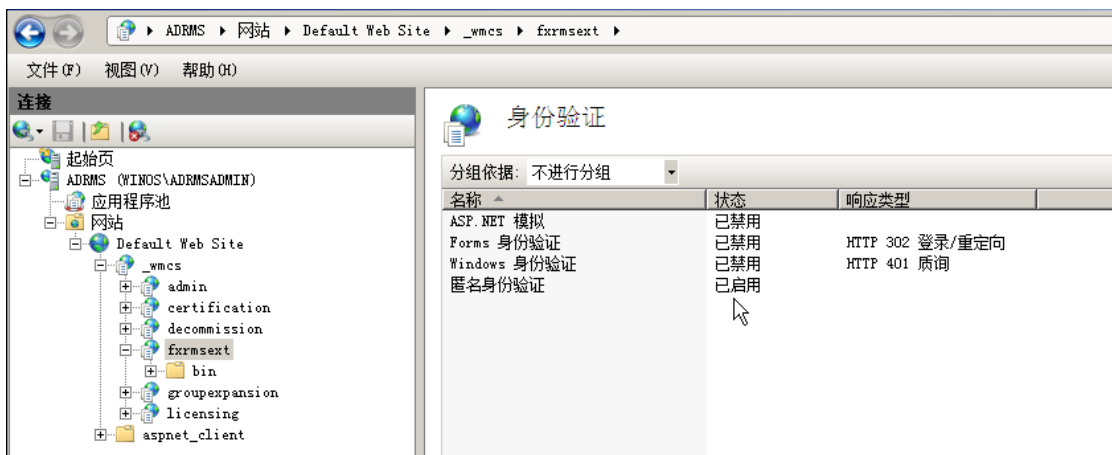 ADRMS 网站 Default Web Site _wmcs fxrmsext
文件(F) 视图(V) 帮助(H)
连接
起始页
ADRMS (WINOS\ADRMSADMIN)
应用程序池
网站
Default Web Site
_wmcs
admin
certification
decommission
fxrmsext
bin
groupexpansion
licensing
aspnet_client
身份验证
分组依据: 不进行分组
名称 状态 响应类型
ASP.NET 模拟 已禁用
Forms 身份验证 已禁用 HTTP 302 登录/重定向
Windows 身份验证 已禁用 HTTP 401 质询
匿名身份验证 已启用